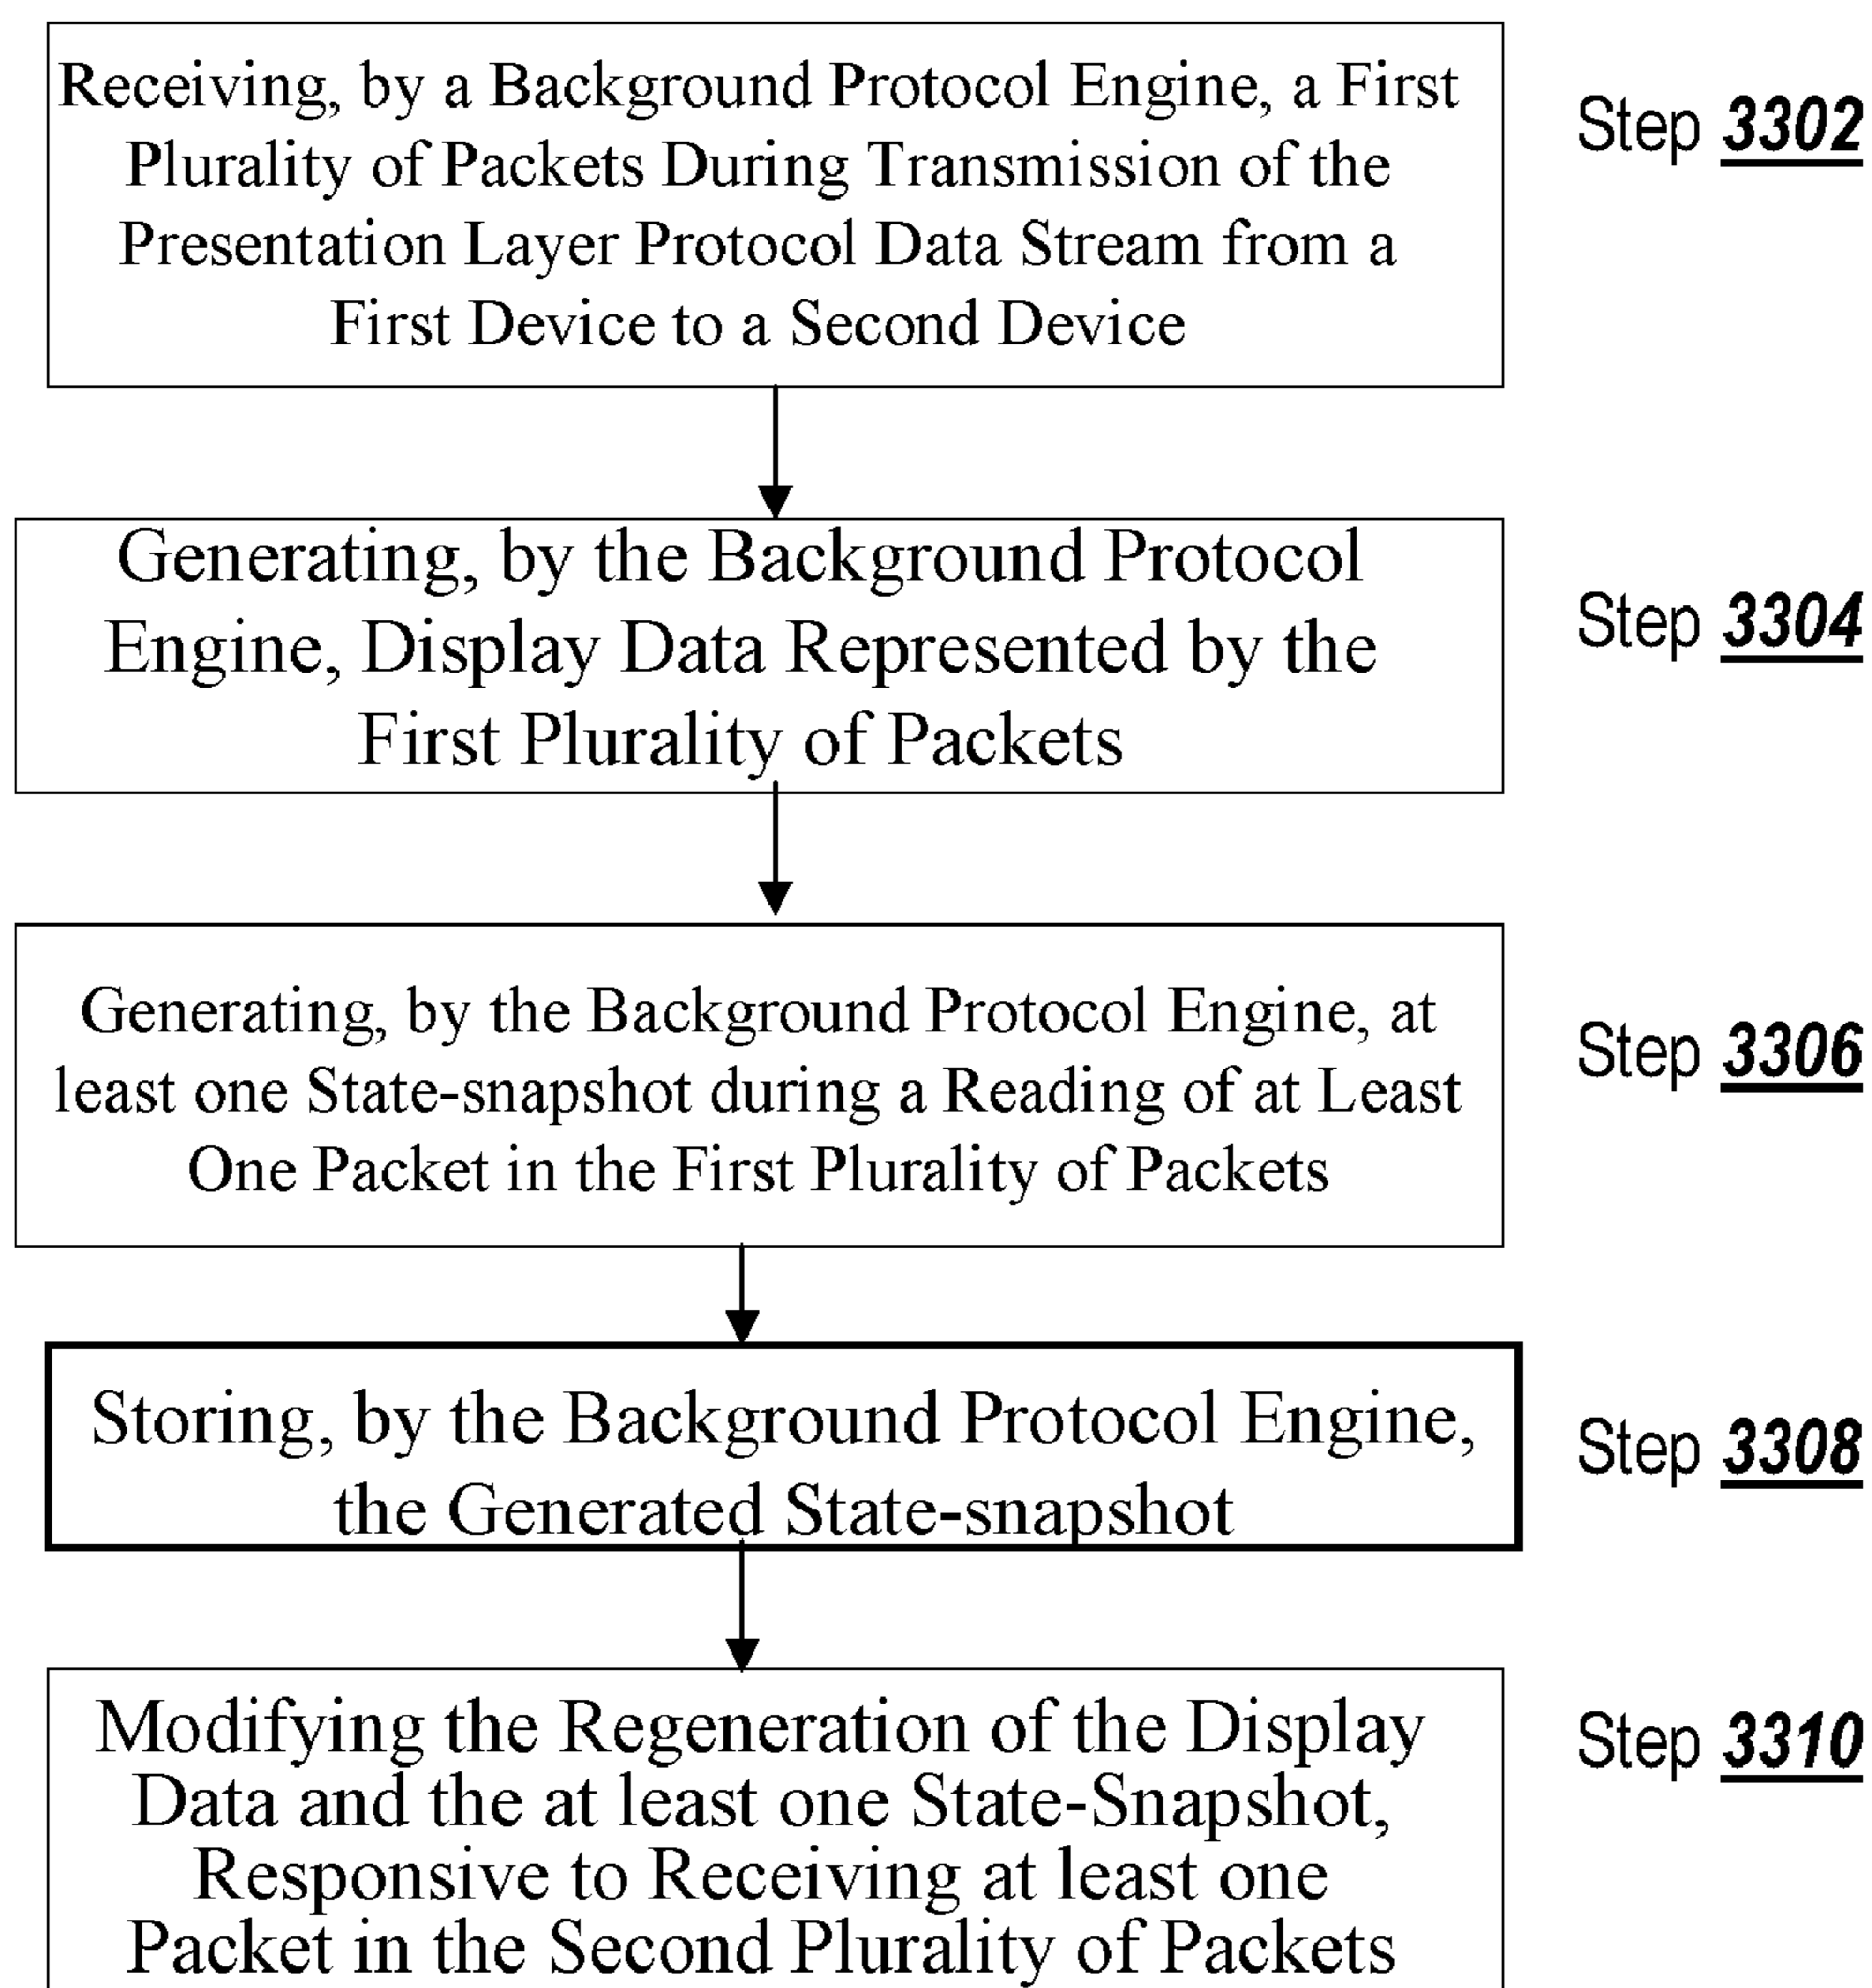 Receiving, by a Background Protocol Engine, a First
Plurality of Packets During Transmission of the
Presentation Layer Protocol Data Stream from a
First Device to a Second Device
Step 3302
Generating, by the Background Protocol
Engine, Display Data Represented by the
First Plurality of Packets
Step 3304
Generating, by the Background Protocol Engine, at
least one State-snapshot during a Reading of at Least
One Packet in the First Plurality of Packets
Step 3306
Storing, by the Background Protocol Engine,
the Generated State-snapshot
Step 3308
Modifying the Regeneration of the Display
Data and the at least one State-Snapshot,
Responsive to Receiving at least one
Packet in the Second Plurality of Packets
Step 3310